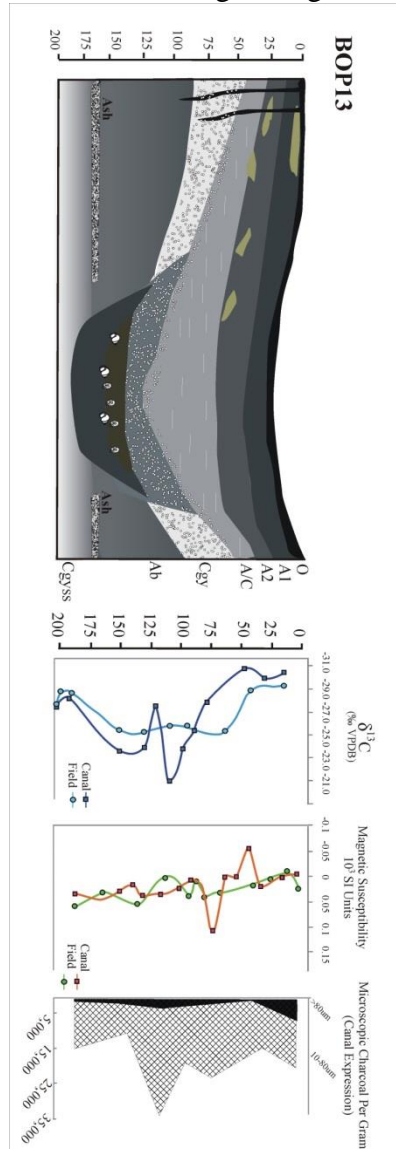 BOP13
0
25
50
75
100
125
150
175
200
Ash
Ash
O
A1
A2
A/C
Cgy
Ab
Cgyss
0
25
50
75
100
125
150
175
200
-31.0
-29.0
-27.0
-25.0
-23.0
-21.0
δ13C
(‰ VPDB)
Canal
Field
-0.1
-0.05
0
0.05
0.1
0.15
Magnetic Susceptibility
10⁵ SI Units
Canal
Field
>80um
10-80um
Microscopic Charcoal Per Gram
(Canal Expression)
5,000
15,000
25,000
35,000